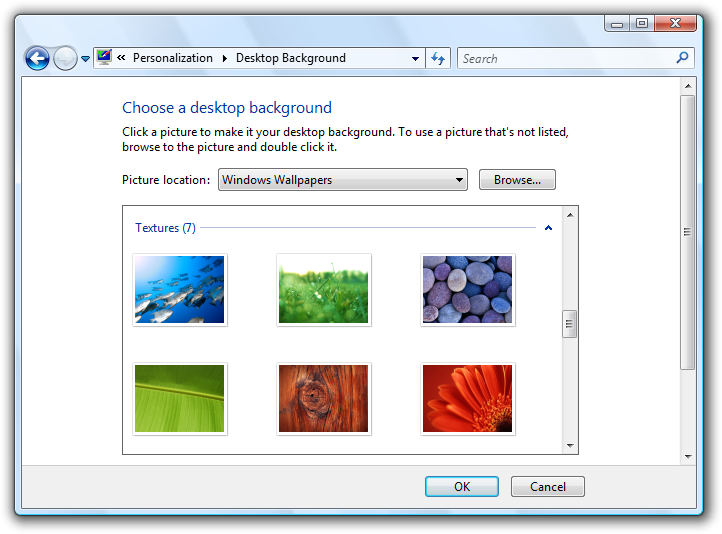 « Personalization Desktop Background
Search
Choose a desktop background
Click a picture to make it your desktop background. To use a picture that's not listed,
browse to the picture and double click it.
Picture location: Windows Wallpapers Browse...
Textures (7)
OK Cancel